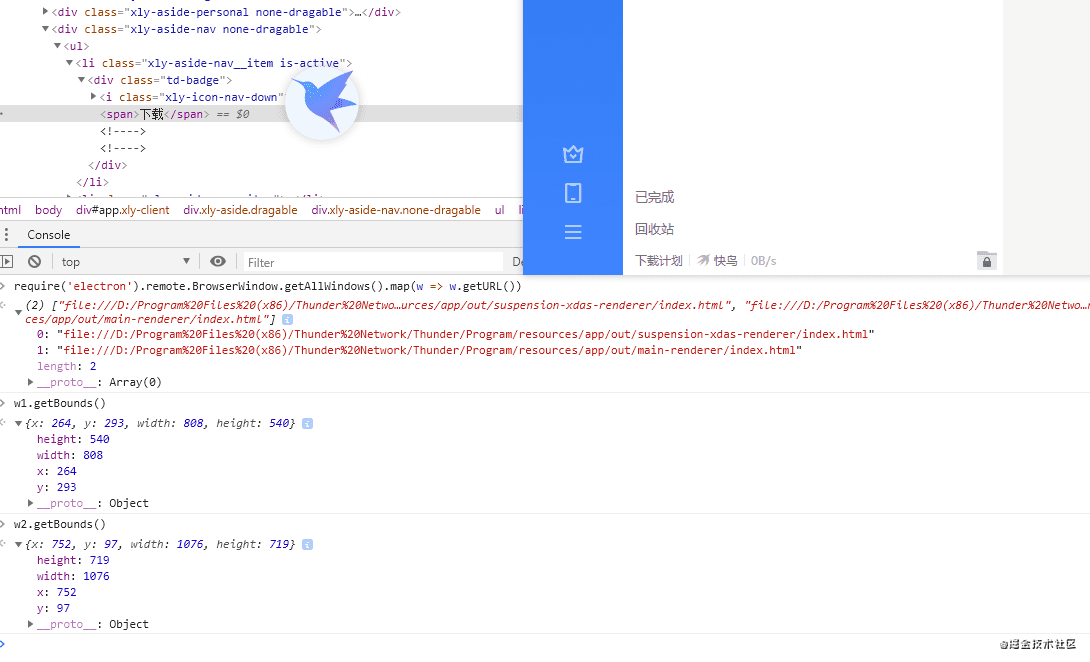 <div class="xly-aside-personal none-dragable">…</div>
<div class="xly-aside-nav none-dragable">
<ul>
<li class="xly-aside-nav__item is-active">
<div class="td-badge">
<i class="xly-icon-nav-down"
<span>下载</span> == $0
<!---->
<!---->
</div>
</li>
html body div#app.xly-client div.xly-aside.dragable div.xly-aside-nav.none-dragable ul li
Console
top Filter De
已完成
回收站
下载计划 快鸟 0B/s
require('electron').remote.BrowserWindow.getAllWindows().map(w => w.getURL())
(2) ["file:///D:/Program%20Files%20(x86)/Thunder%20Netwo…urces/app/out/suspension-xdas-renderer/index.html", "file:///D:/Program%20Files%20(x86)/Thunder%20Network
ces/app/out/main-renderer/index.html"]
0: "file:///D:/Program%20Files%20(x86)/Thunder%20Network/Thunder/Program/resources/app/out/suspension-xdas-renderer/index.html"
1: "file:///D:/Program%20Files%20(x86)/Thunder%20Network/Thunder/Program/resources/app/out/main-renderer/index.html"
length: 2
__proto__: Array(0)
w1.getBounds()
{x: 264, y: 293, width: 808, height: 540}
height: 540
width: 808
x: 264
y: 293
__proto__: Object
w2.getBounds()
{x: 752, y: 97, width: 1076, height: 719}
height: 719
width: 1076
x: 752
y: 97
__proto__: Object
@掘金技术社区